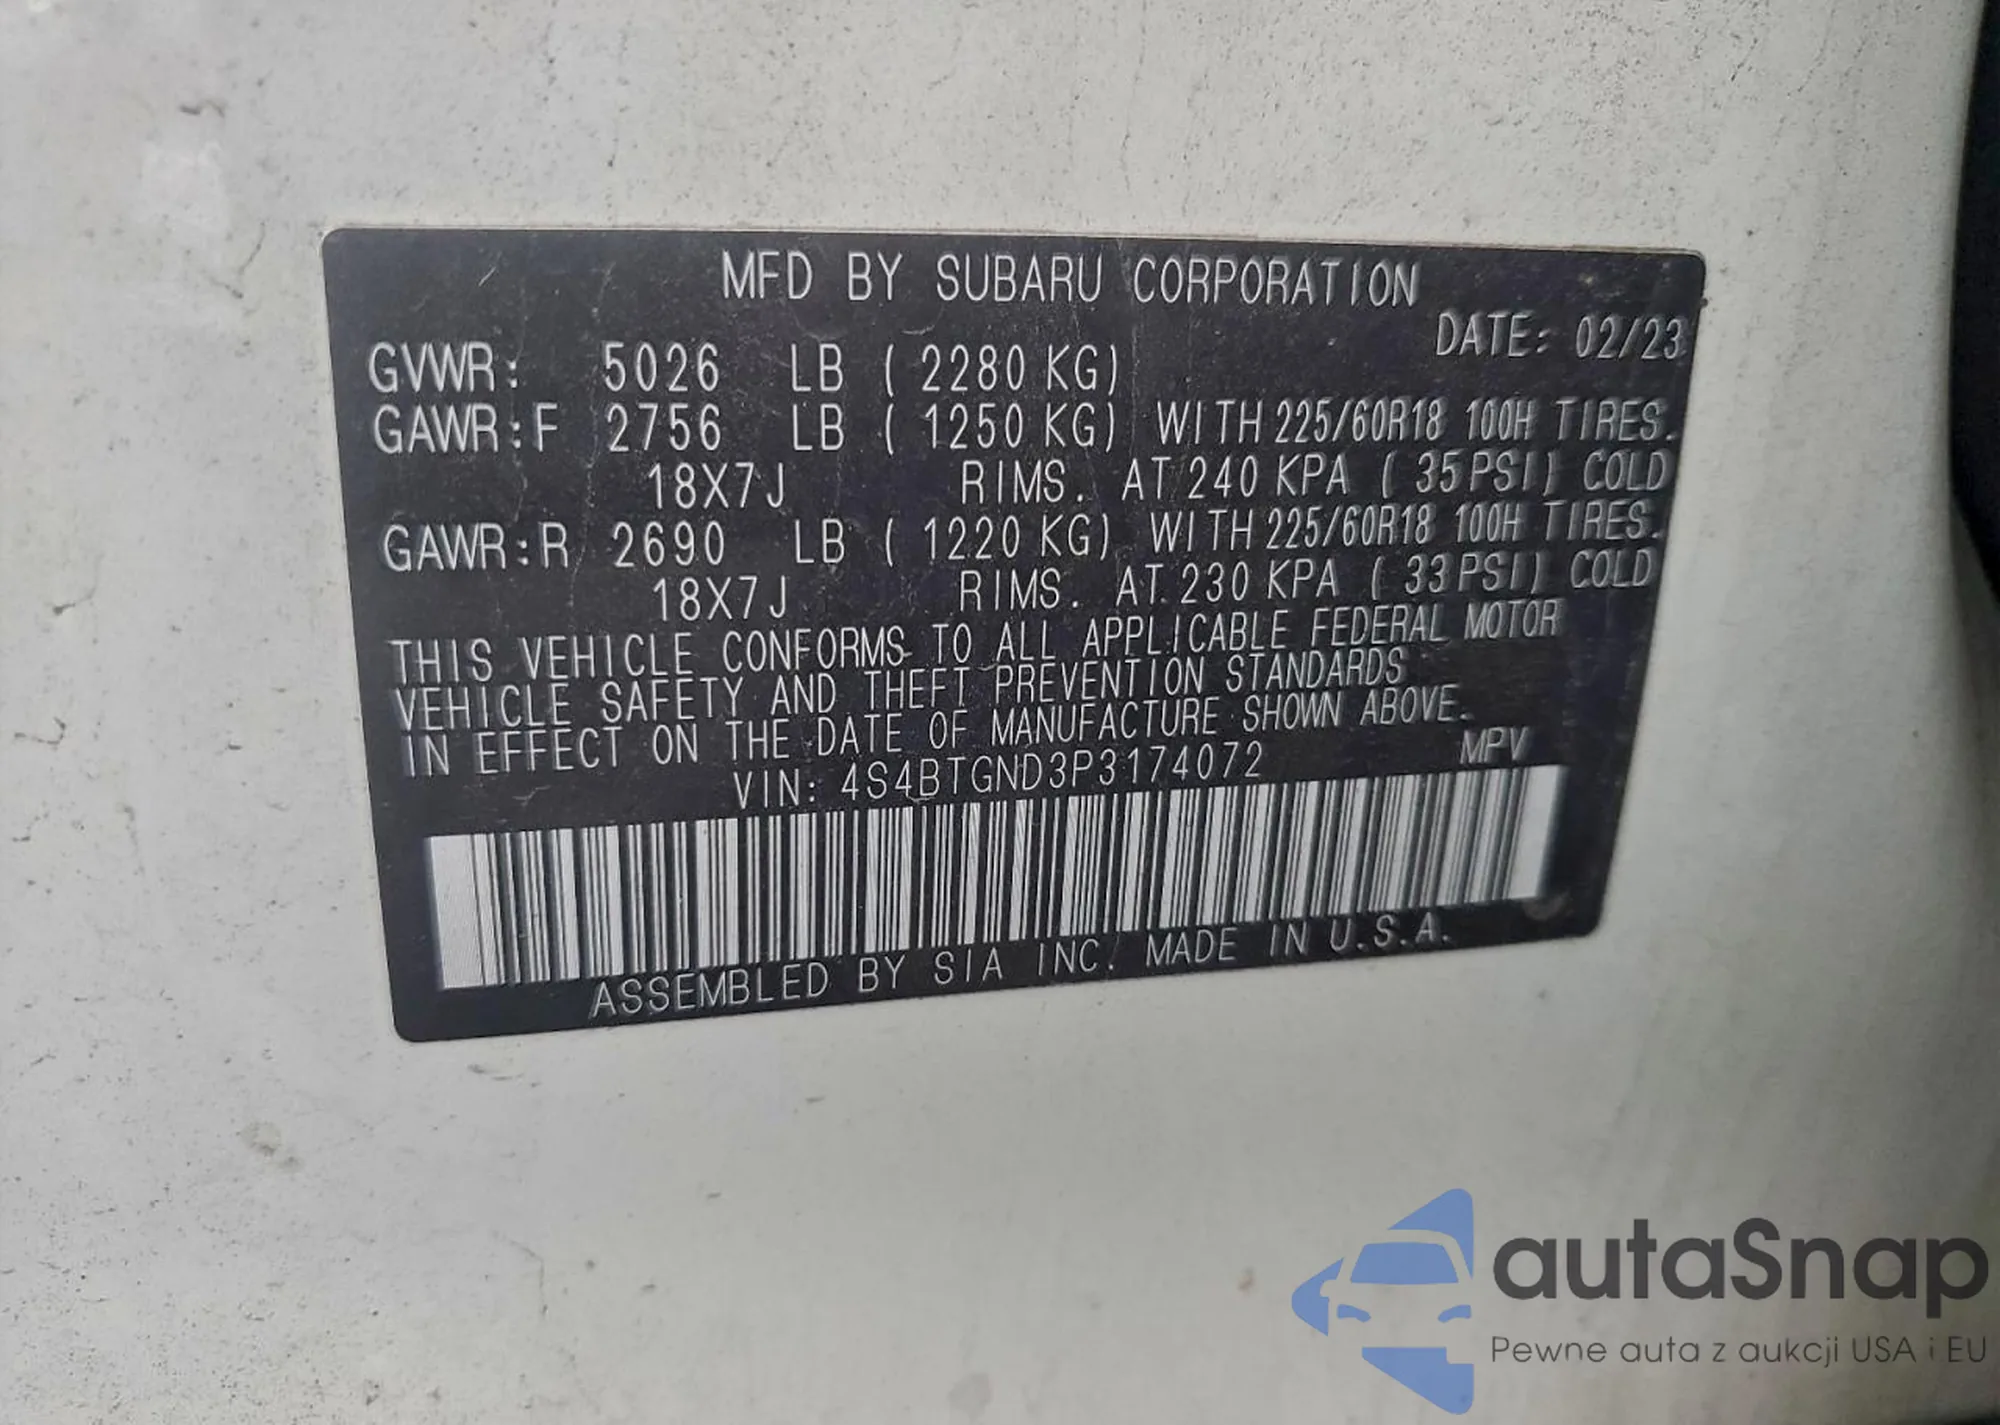 MFD BY SUBARU CORPORATION
DATE: 02/23
GVWR: 5026 LB ( 2280 KG)
GAWR:F 2756 LB ( 1250 KG) WITH 225/60R18 100H TIRES.
18X7J RIMS. AT 240 KPA ( 35PSI) COLD
GAWR:R 2690 LB ( 1220 KG) WITH 225/60R18 100H TIRES.
18X7J RIMS. AT 230 KPA ( 33PSI) COLD
THIS VEHICLE CONFORMS TO ALL APPLICABLE FEDERAL MOTOR
VEHICLE SAFETY AND THEFT PREVENTION STANDARDS
IN EFFECT ON THE DATE OF MANUFACTURE SHOWN ABOVE.
VIN: 4S4BTGND3P3174072 MPV
ASSEMBLED BY SIA INC. MADE IN U.S.A.
autaSnap
Pewne auta z aukcji USA i EU